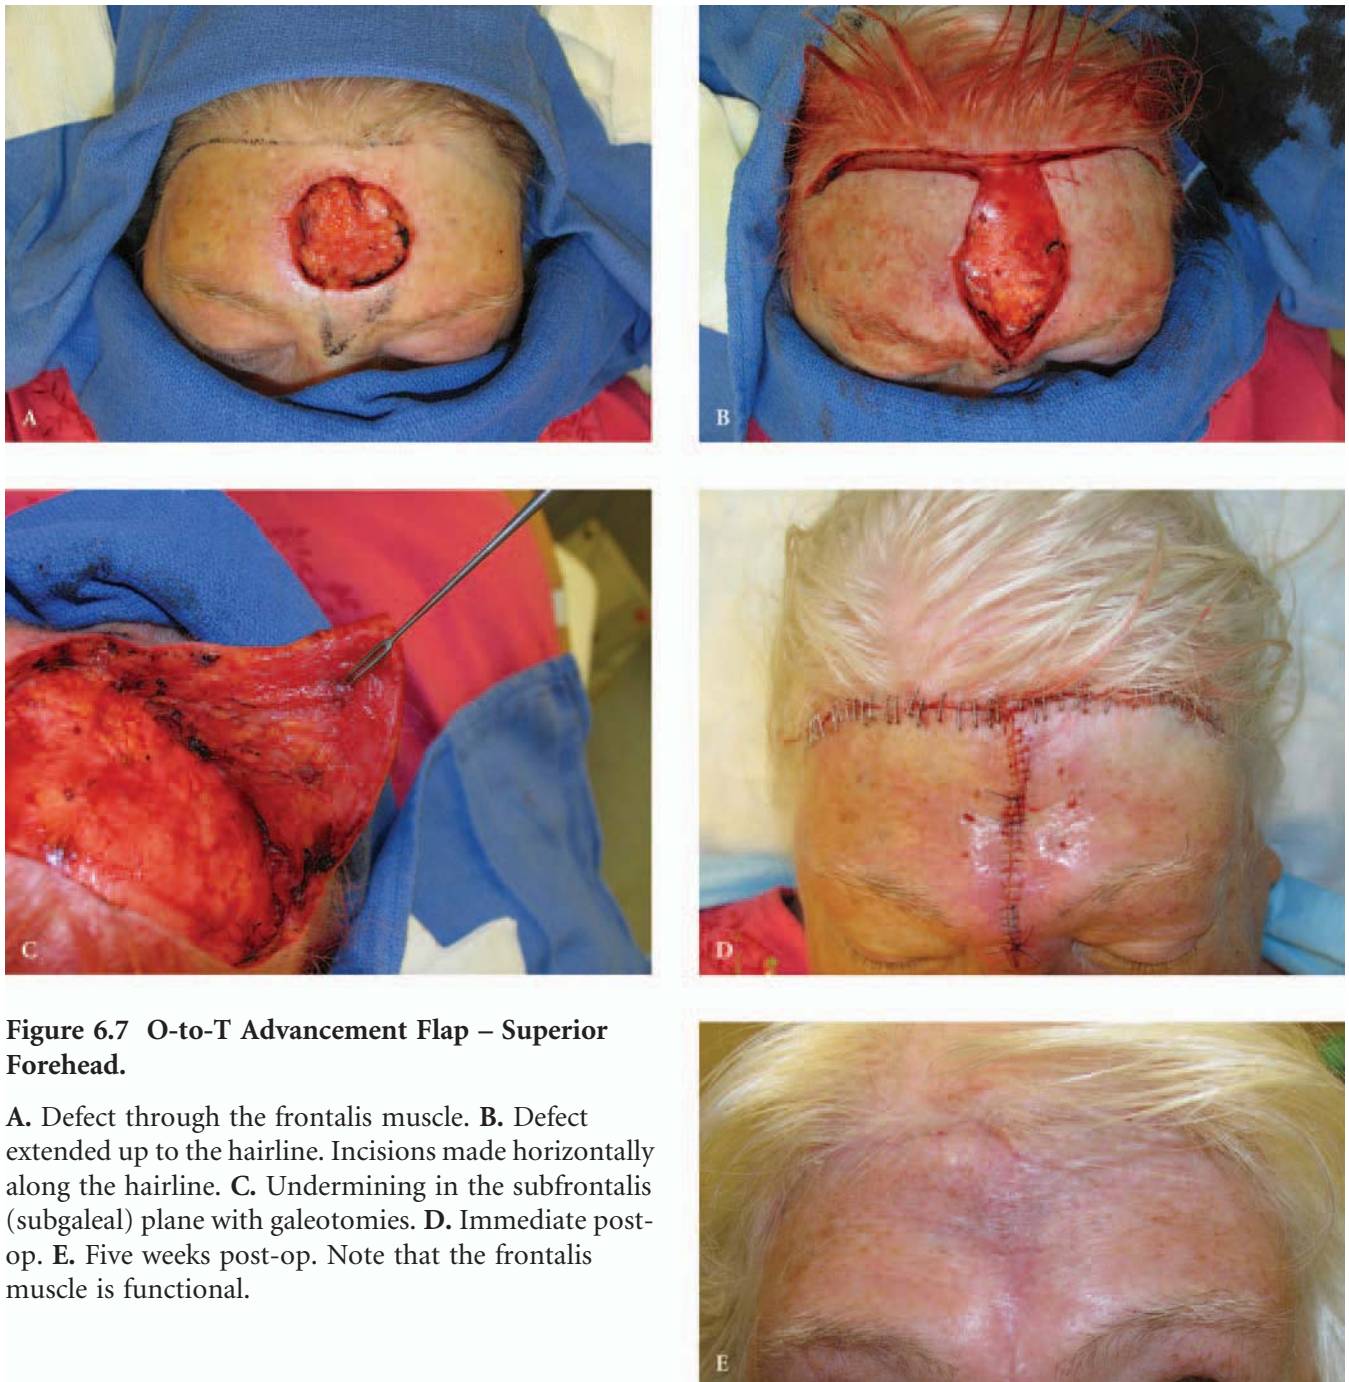 A
B
C
D
Figure 6.7 O-to-T Advancement Flap – Superior
Forehead.
A. Defect through the frontalis muscle. B. Defect
extended up to the hairline. Incisions made horizontally
along the hairline. C. Undermining in the subfrontalis
(subgaleal) plane with galeotomies. D. Immediate post-
op. E. Five weeks post-op. Note that the frontalis
muscle is functional.
E